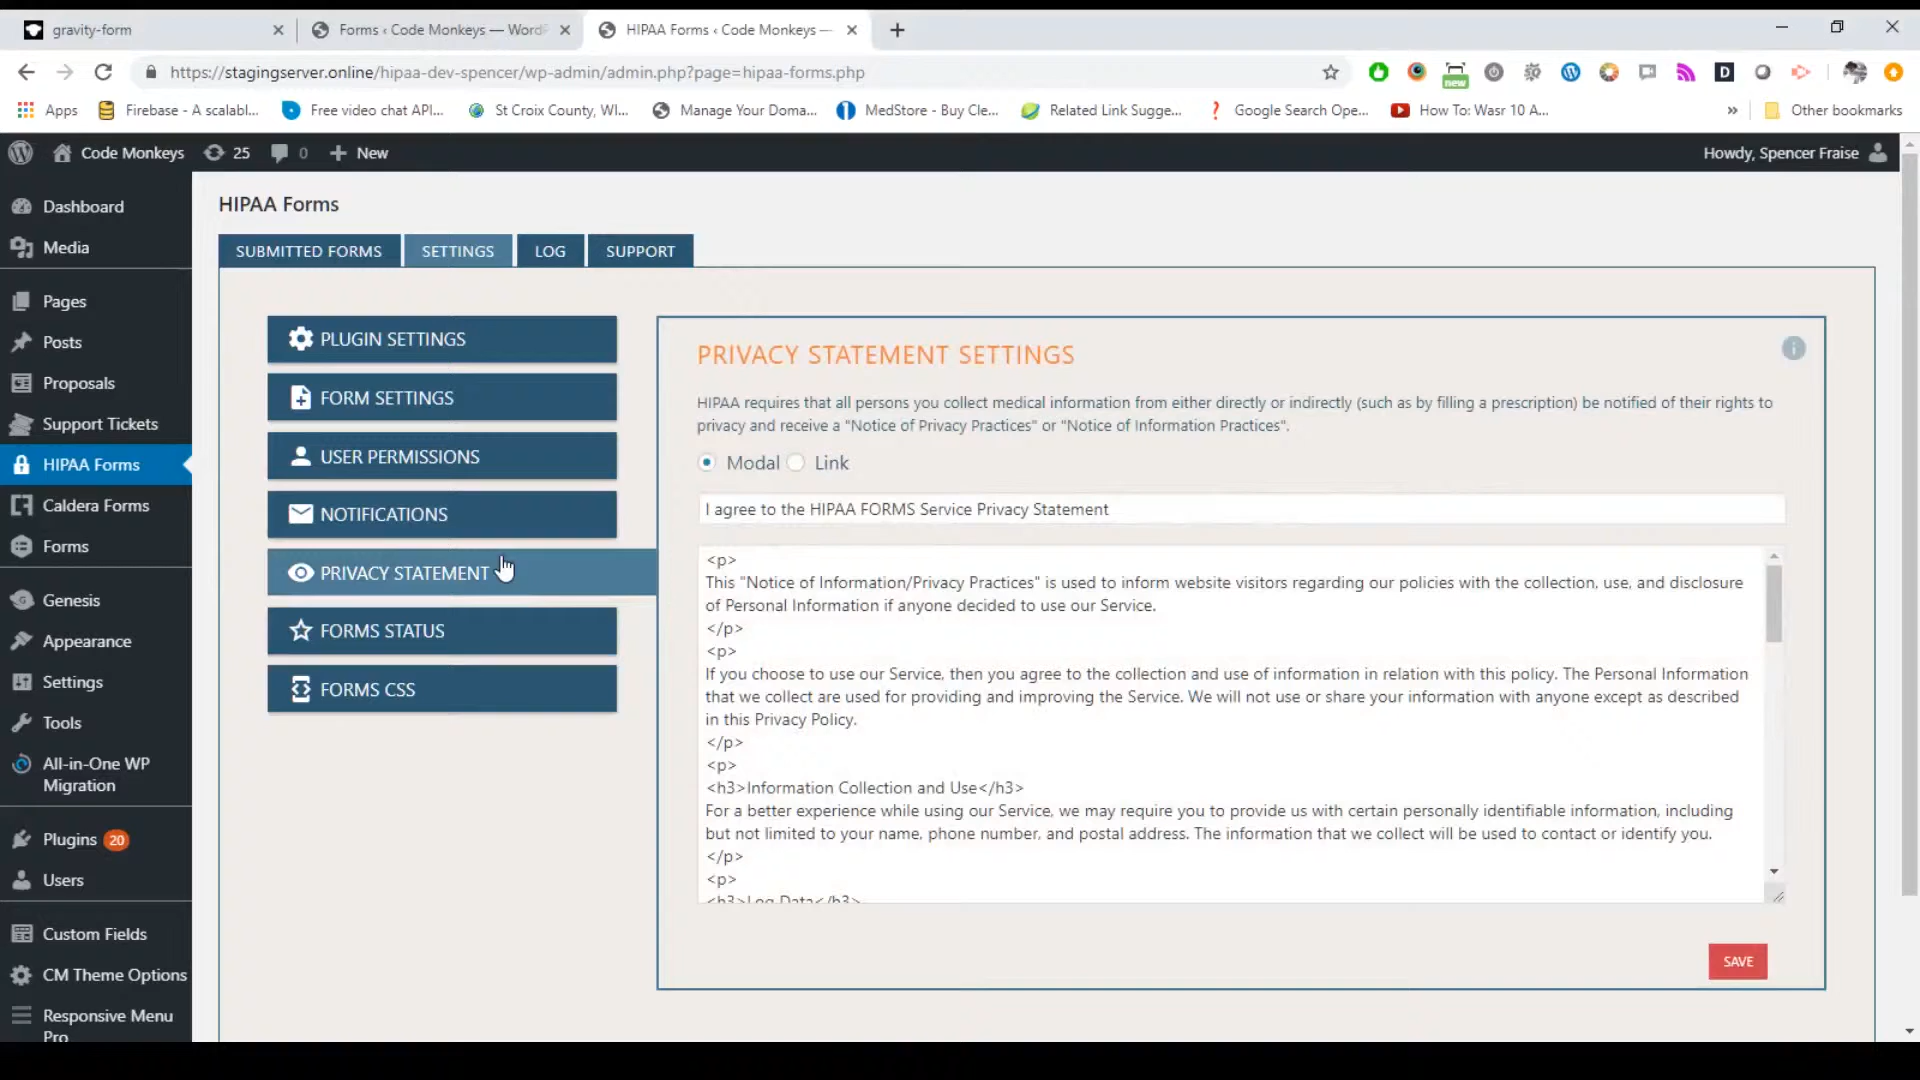 gravity-form
Forms ‹ Code Monkeys — WordP
HIPAA Forms ‹ Code Monkeys —
https://stagingserver.online/hipaa-dev-spencer/wp-admin/admin.php?page=hipaa-forms.php
new
D
Apps
Firebase - A scalabl...
Free video chat API...
St Croix County, WI...
Manage Your Doma...
MedStore - Buy Cle...
Related Link Sugge...
Google Search Ope...
How To: Wasr 10 A...
»
Other bookmarks
Code Monkeys
25
0
New
Howdy, Spencer Fraise
Dashboard
Media
Pages
Posts
Proposals
Support Tickets
HIPAA Forms
Caldera Forms
Forms
Genesis
Appearance
Settings
Tools
All-in-One WP
Migration
Plugins 20
Users
Custom Fields
CM Theme Options
Responsive Menu
Pro
HIPAA Forms
SUBMITTED FORMS
SETTINGS
LOG
SUPPORT
PLUGIN SETTINGS
FORM SETTINGS
USER PERMISSIONS
NOTIFICATIONS
PRIVACY STATEMENT
FORMS STATUS
FORMS CSS
PRIVACY STATEMENT SETTINGS
HIPAA requires that all persons you collect medical information from either directly or indirectly (such as by filling a prescription) be notified of their rights to
privacy and receive a "Notice of Privacy Practices" or "Notice of Information Practices".
Modal Link
I agree to the HIPAA FORMS Service Privacy Statement
<p>
This "Notice of Information/Privacy Practices" is used to inform website visitors regarding our policies with the collection, use, and disclosure
of Personal Information if anyone decided to use our Service.
</p>
<p>
If you choose to use our Service, then you agree to the collection and use of information in relation with this policy. The Personal Information
that we collect are used for providing and improving the Service. We will not use or share your information with anyone except as described
in this Privacy Policy.
</p>
<p>
<h3>Information Collection and Use</h3>
For a better experience while using our Service, we may require you to provide us with certain personally identifiable information, including
but not limited to your name, phone number, and postal address. The information that we collect will be used to contact or identify you.
</p>
<p>
<h3>Log Data</h3>
SAVE